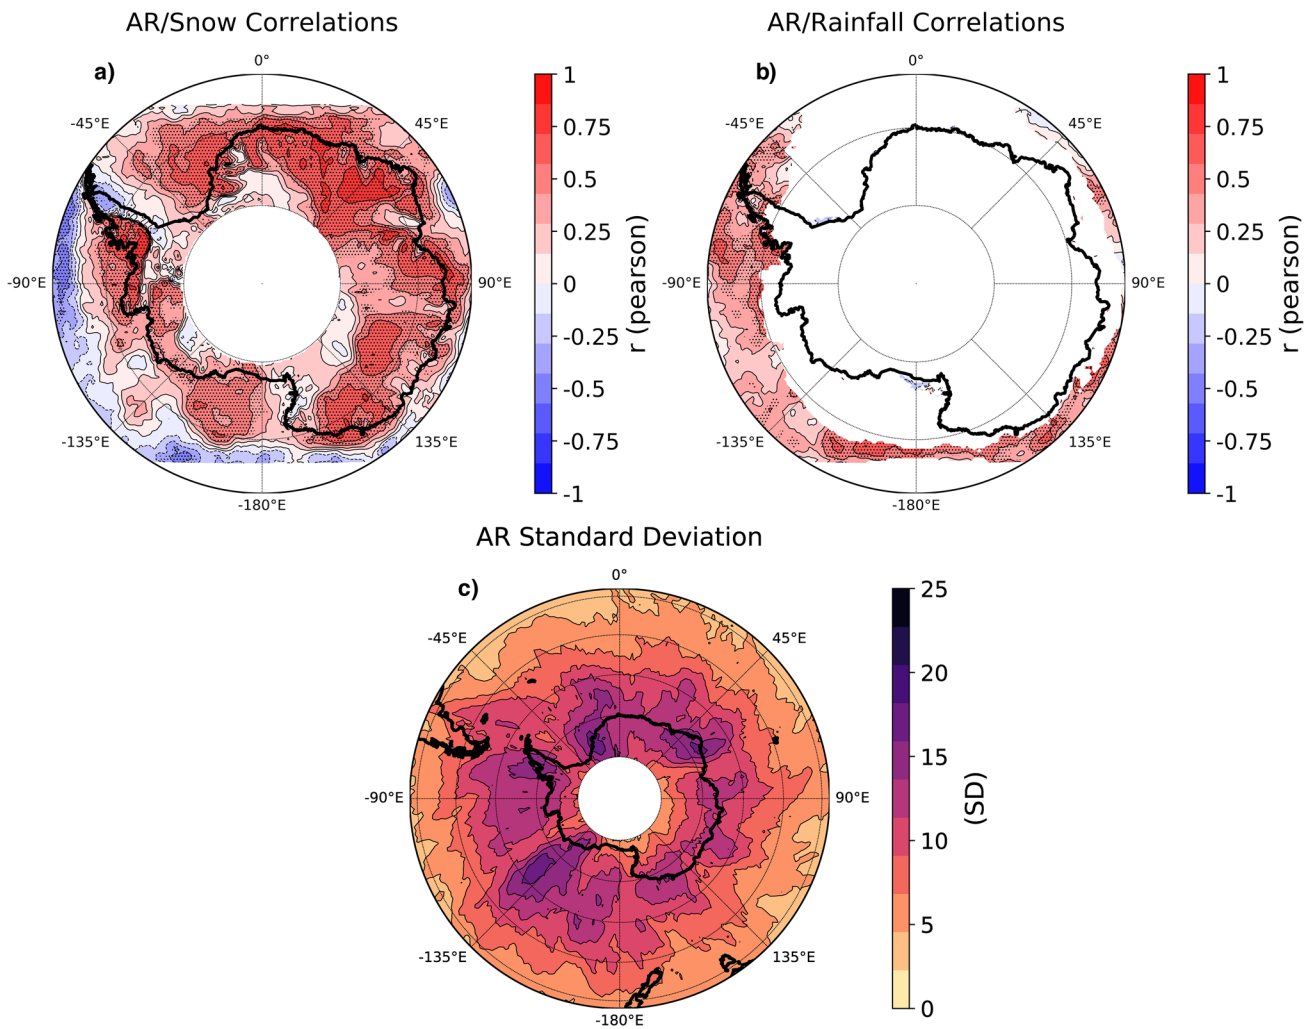 AR/Snow Correlations
a)
0°
-45°E
45°E
-90°E
90°E
-135°E
135°E
-180°E
1
0.75
0.5
0.25
0
-0.25
-0.5
-0.75
-1
r (pearson)
AR/Rainfall Correlations
b)
0°
-45°E
45°E
-90°E
90°E
-135°E
135°E
-180°E
1
0.75
0.5
0.25
0
-0.25
-0.5
-0.75
-1
r (pearson)
AR Standard Deviation
c)
0°
-45°E
45°E
-90°E
90°E
-135°E
135°E
-180°E
25
20
15
10
5
0
(SD)